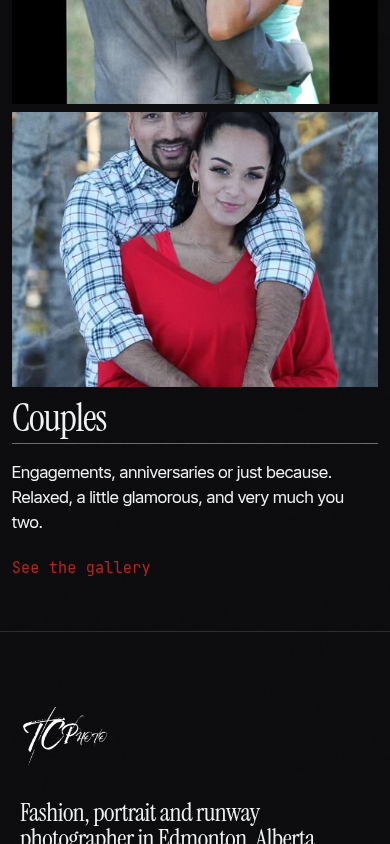 Couples
Engagements, anniversaries or just because.
Relaxed, a little glamorous, and very much you
two.
See the gallery
TCPhoto
Fashion, portrait and runway
photographer in Edmonton, Alberta